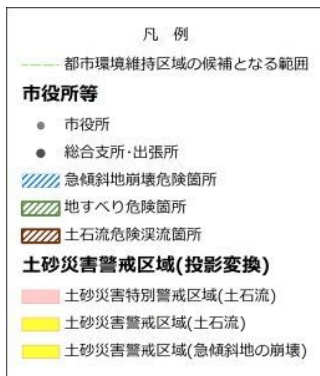 凡 例
都市環境維持区域の候補となる範囲
市役所等
市役所
総合支所・出張所
急傾斜地崩壊危険箇所
地すべり危険箇所
土石流危険渓流箇所
土砂災害警戒区域(投影変換)
土砂災害特別警戒区域(土石流)
土砂災害警戒区域(土石流)
土砂災害警戒区域(急傾斜地の崩壊)